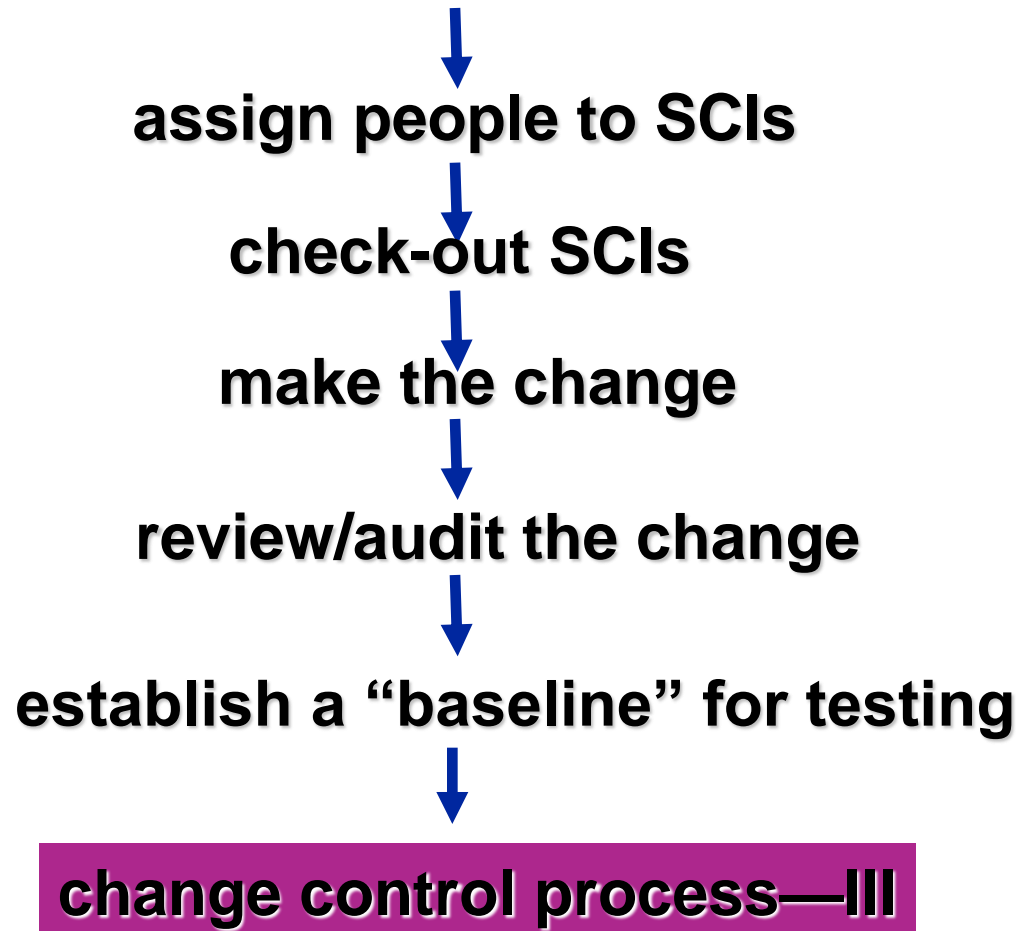 assign people to SCIs
check-out SCIs
make the change
review/audit the change
establish a “baseline” for testing
change control process—III